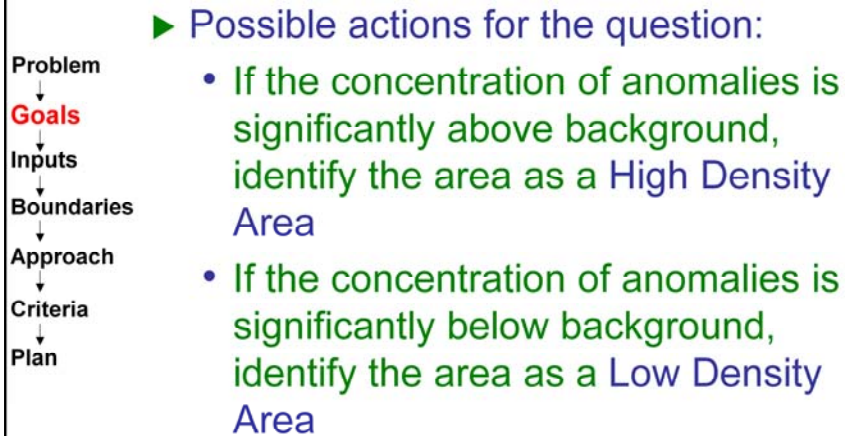 Problem
Goals
Inputs
Boundaries
Approach
Criteria
Plan
▶ Possible actions for the question:
• If the concentration of anomalies is
significantly above background,
identify the area as a High Density
Area
• If the concentration of anomalies is
significantly below background,
identify the area as a Low Density
Area